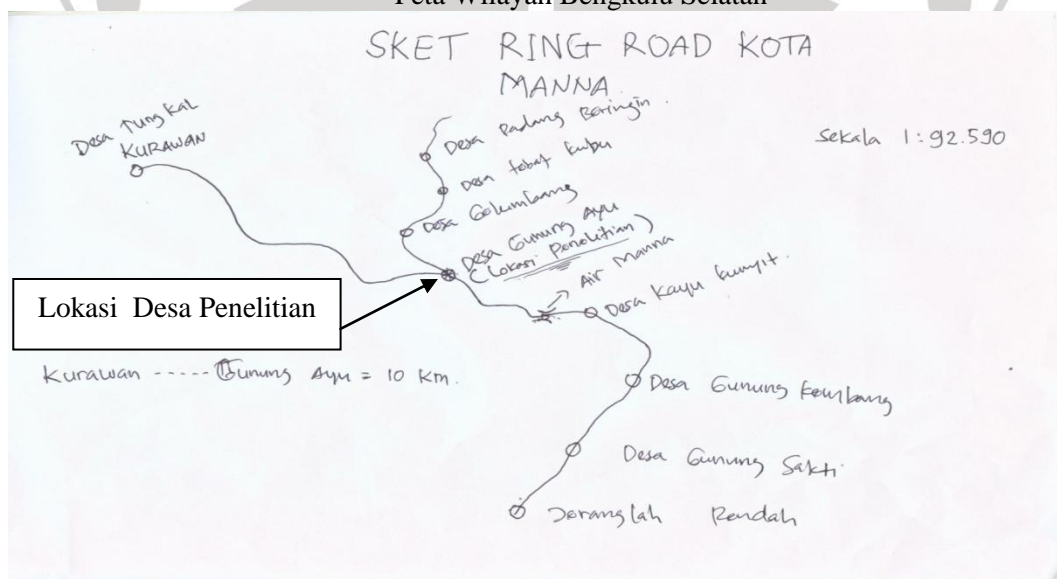 Peta Wilayah Bengkulu Selatan
SKET RING ROAD KOTA
MANNA
Sekala 1:92.590
Desa Tungkal
KURAWAN
Desa Padang Beringin
Desa tebat kubu
Desa Gelumbang
Desa Gunung Ayu
(Lokasi Penelitian)
Air Manna
Desa Kayu kunyit.
Lokasi Desa Penelitian
Kurawan ----- Gunung Ayu = 10 Km.
Desa Gunung Kembang
Desa Gunung Sakti
Jeranglah Rendah